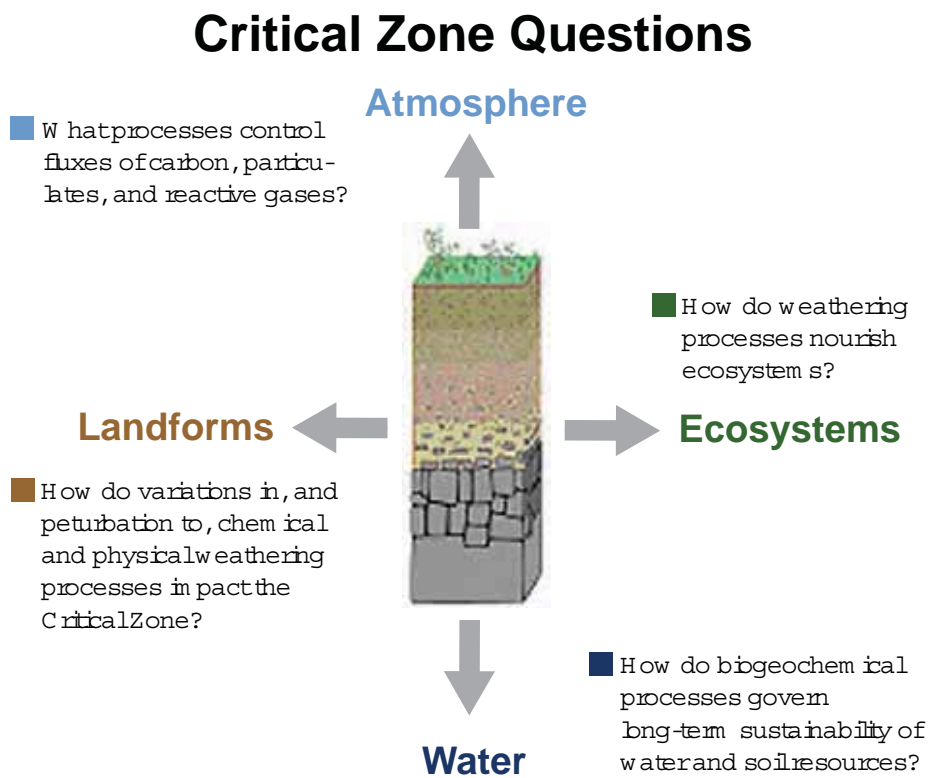 Critical Zone Questions
Atmosphere
What processes control
fluxes of carbon, particu-
lates, and reactive gases?
How do weathering
processes nourish
ecosystems?
Landforms
Ecosystems
How do variations in, and
peturbation to, chemical
and physical weathering
processes impact the
Critical Zone?
How do biogeochemical
processes govern
long-term sustainability of
water and soil resources?
Water